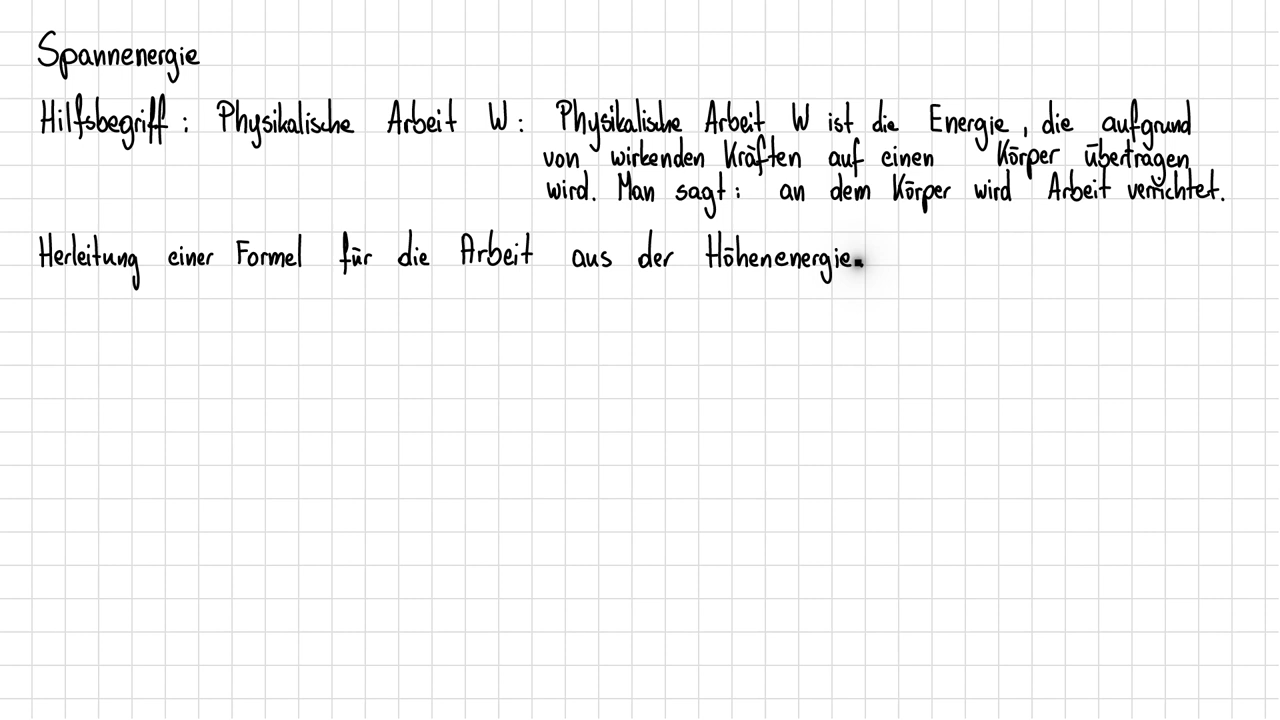 Spannenergie
Hilfsbegriff: Physikalische Arbeit W: Physikalische Arbeit W ist die Energie, die aufgrund
von wirkenden Kräften auf einen Körper übertragen
wird. Man sagt: an dem Körper wird Arbeit verrichtet.
Herleitung einer Formel für die Arbeit aus der Höhenenergie.